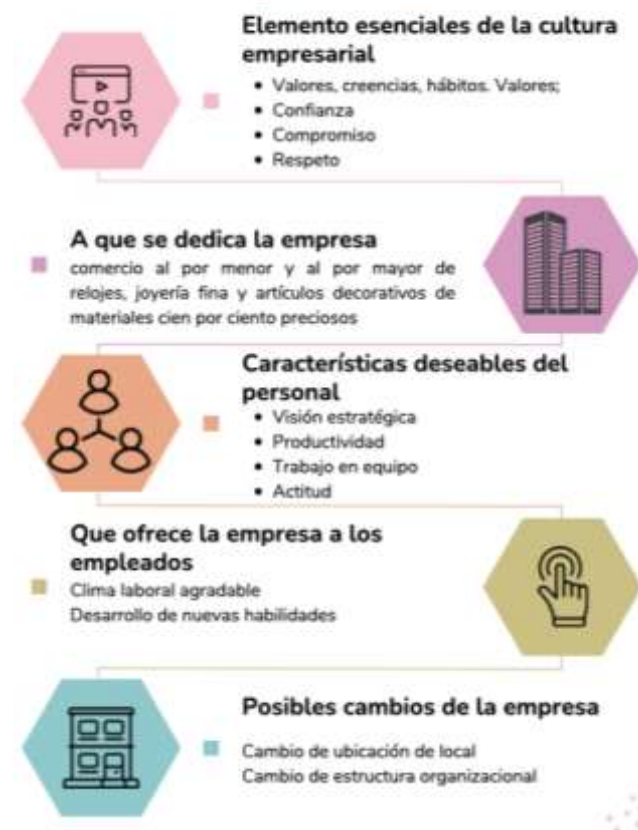 Elemento esenciales de la cultura
empresarial
• Valores, creencias, hábitos. Valores;
• Confianza
• Compromiso
• Respeto
A que se dedica la empresa
comercio al por menor y al por mayor de
relojes, joyería fina y artículos decorativos de
materiales cien por ciento preciosos
Características deseables del
personal
• Visión estratégica
• Productividad
• Trabajo en equipo
• Actitud
Que ofrece la empresa a los
empleados
Clima laboral agradable
Desarrollo de nuevas habilidades
Posibles cambios de la empresa
Cambio de ubicación de local
Cambio de estructura organizacional